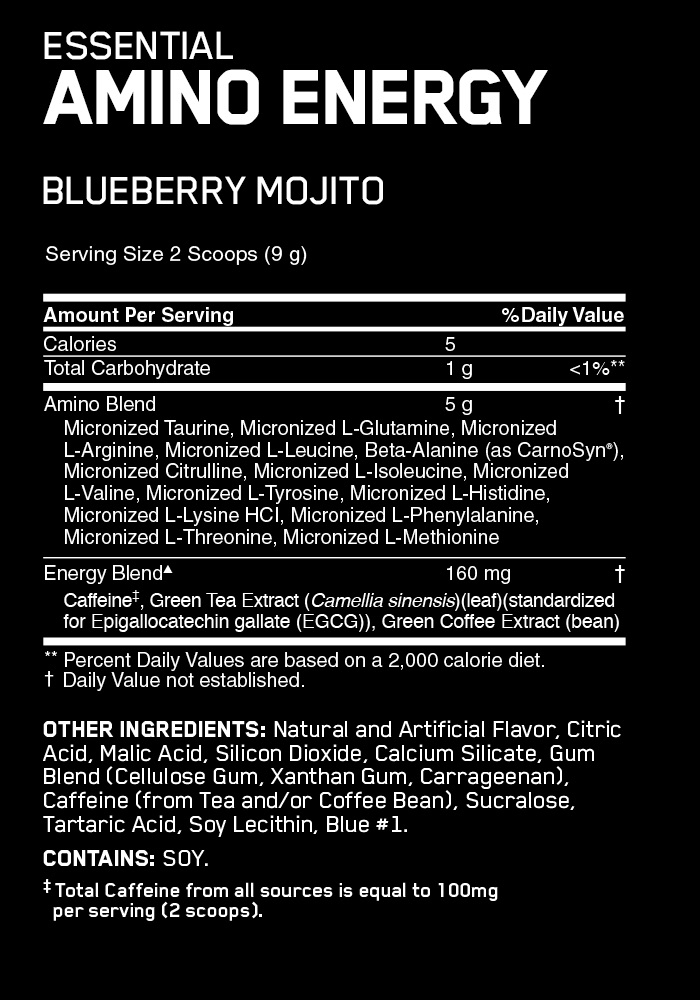 ESSENTIAL
AMINO ENERGY
BLUEBERRY MOJITO
Serving Size 2 Scoops (9 g)
Amount Per Serving %Daily Value
Calories 5
Total Carbohydrate 1 g <1%**
Amino Blend 5 g †
Micronized Taurine, Micronized L-Glutamine, Micronized
L-Arginine, Micronized L-Leucine, Beta-Alanine (as CarnoSyn®),
Micronized Citrulline, Micronized L-Isoleucine, Micronized
L-Valine, Micronized L-Tyrosine, Micronized L-Histidine,
Micronized L-Lysine HCl, Micronized L-Phenylalanine,
Micronized L-Threonine, Micronized L-Methionine
Energy Blend▲ 160 mg †
Caffeine‡, Green Tea Extract (Camellia sinensis)(leaf)(standardized
for Epigallocatechin gallate (EGCG)), Green Coffee Extract (bean)
** Percent Daily Values are based on a 2,000 calorie diet.
† Daily Value not established.
OTHER INGREDIENTS: Natural and Artificial Flavor, Citric
Acid, Malic Acid, Silicon Dioxide, Calcium Silicate, Gum
Blend (Cellulose Gum, Xanthan Gum, Carrageenan),
Caffeine (from Tea and/or Coffee Bean), Sucralose,
Tartaric Acid, Soy Lecithin, Blue #1.
CONTAINS: SOY.
‡ Total Caffeine from all sources is equal to 100mg
per serving (2 scoops).